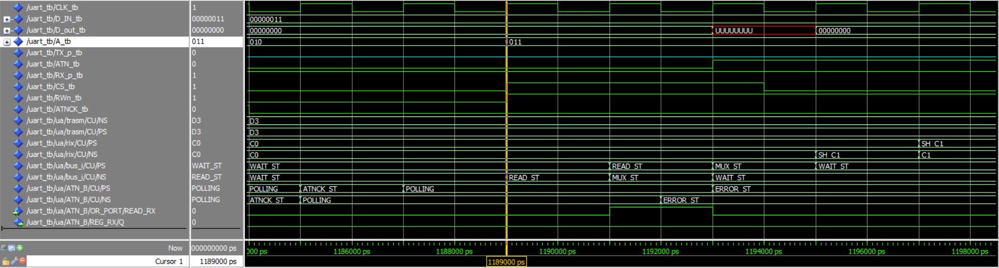 /uart_tb/CLK_tb 1
/uart_tb/D_IN_tb 00000011 00000011
/uart_tb/D_out_tb 00000000 00000000 UUUUUUUU 00000000
/uart_tb/A_tb 011 010 011
/uart_tb/TX_p_tb 0
/uart_tb/ATN_tb 0
/uart_tb/RX_p_tb 1
/uart_tb/CS_tb 1
/uart_tb/RWn_tb 1
/uart_tb/ATNCK_tb 0
/uart_tb/ua/trasm/CU/NS D3 D3
/uart_tb/ua/trasm/CU/PS D3 D3
/uart_tb/ua/rix/CU/PS C0 C0 SH_C1
/uart_tb/ua/rix/CU/NS C0 C0 SH_C1 C1
/uart_tb/ua/bus_i/CU/PS WAIT_ST WAIT_ST READ_ST MUX_ST WAIT_ST
/uart_tb/ua/bus_i/CU/NS READ_ST WAIT_ST READ_ST MUX_ST WAIT_ST
/uart_tb/ua/ATN_B/CU/PS POLLING POLLING ATNCK_ST POLLING ERROR_ST
/uart_tb/ua/ATN_B/CU/NS POLLING ATNCK_ST POLLING ERROR_ST
/uart_tb/ua/ATN_B/OR_PORT/READ_RX 0
/uart_tb/ua/ATN_B/REG_RX/Q 0
Now 000000000 ps 000 ps 1186000 ps 1188000 ps 1190000 ps 1192000 ps 1194000 ps 1196000 ps 1198000 ps
Cursor 1 1189000 ps 1189000 ps